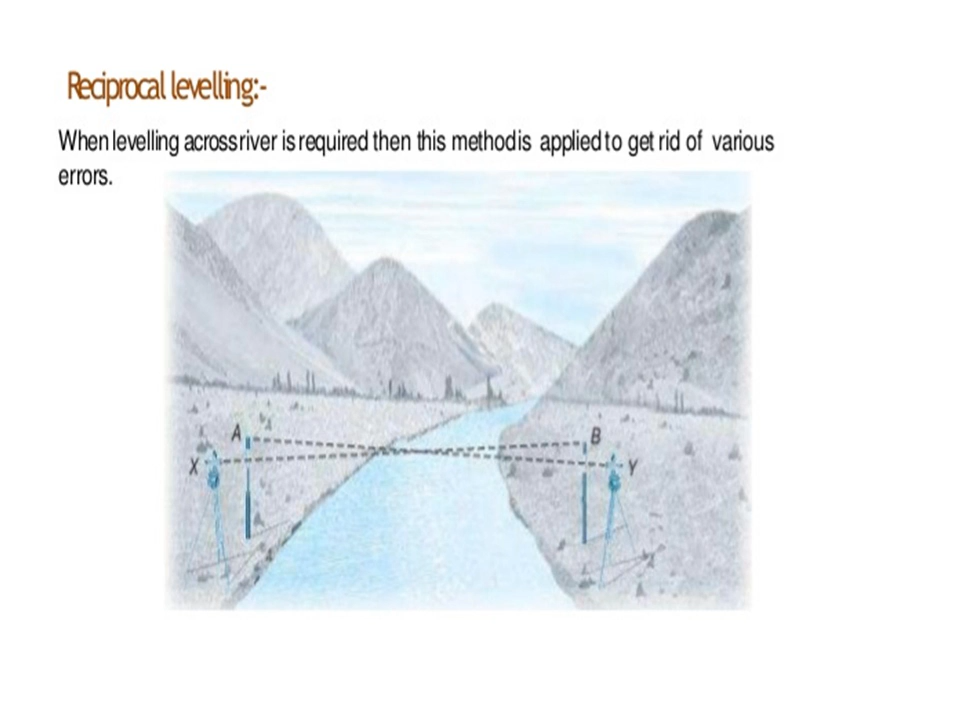 Reciprocal levelling:-
When levelling across river is required then this method is applied to get rid of various
errors.
A
B
X
Y